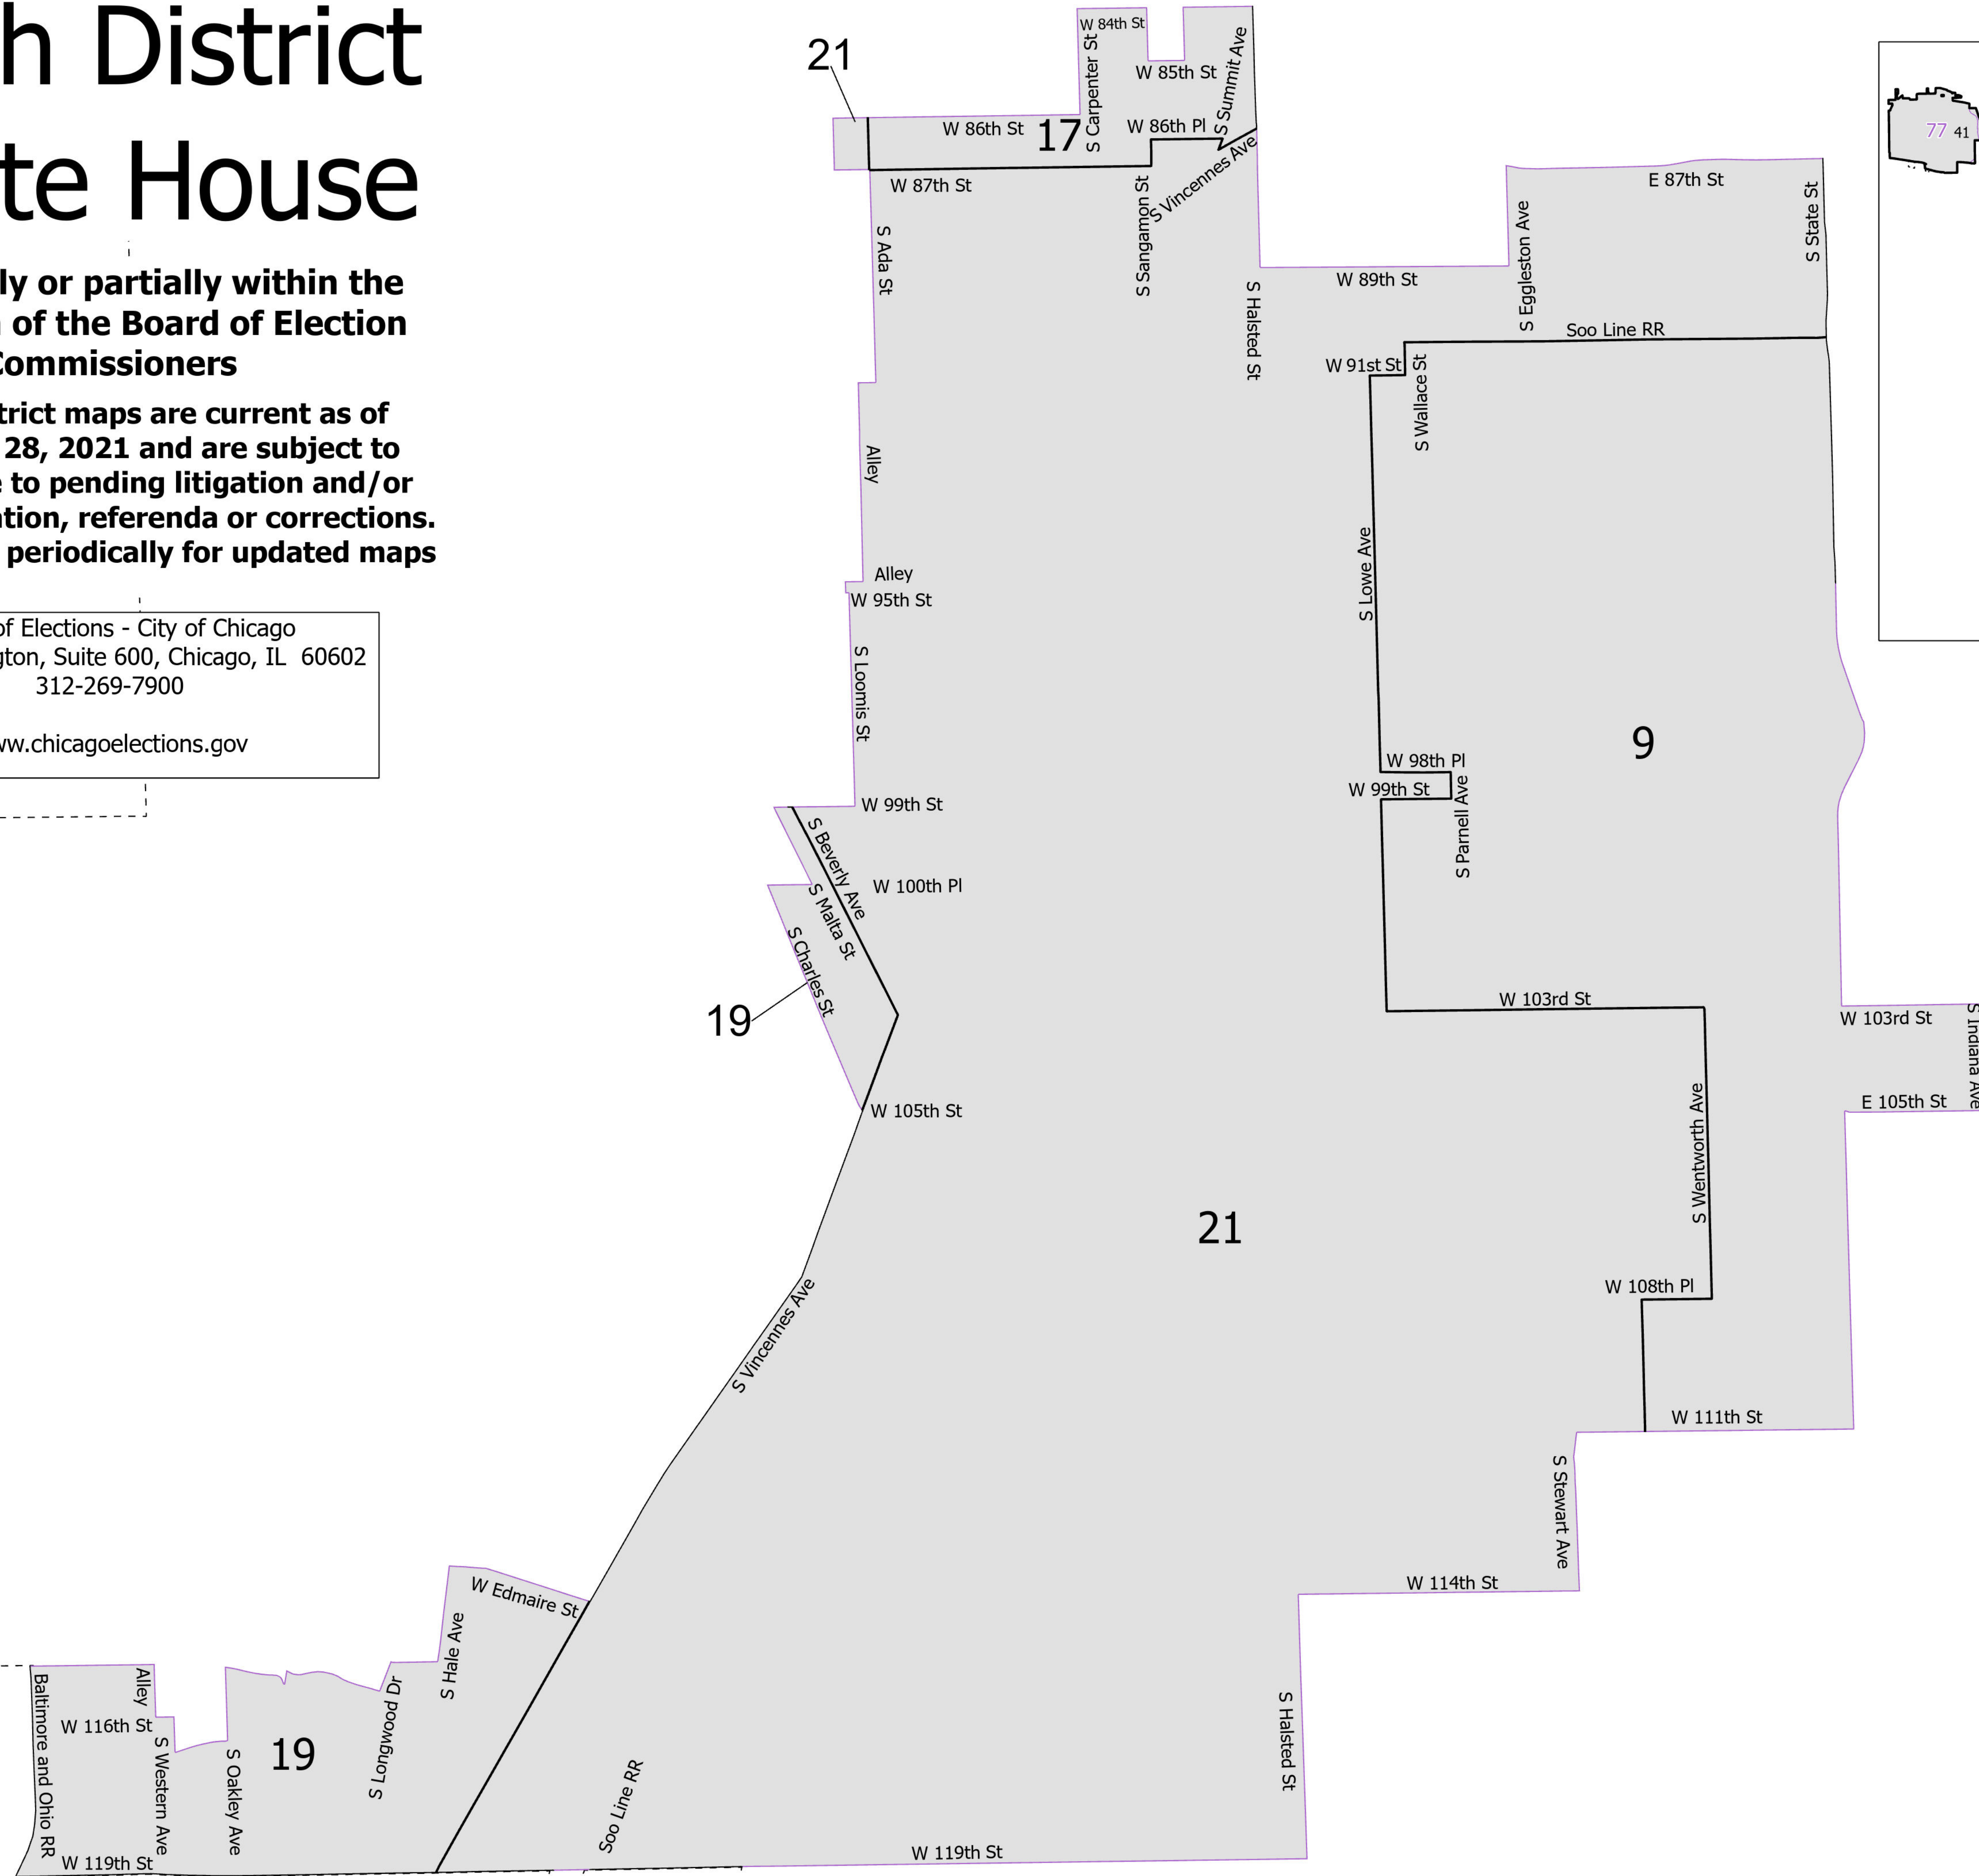 h District
te House
ly or partially within the
of the Board of Election
Commissioners
trict maps are current as of
28, 2021 and are subject to
to pending litigation and/or
ation, referenda or corrections.
periodically for updated maps
of Elections - City of Chicago
gton, Suite 600, Chicago, IL 60602
312-269-7900
ww.chicagoelections.gov
21
W 84th St
S Carpenter St
W 85th St
S Summit Ave
W 86th St
17
W 86th Pl
S Vincennes Ave
W 87th St
S Sangamon St
S Ada St
S Halsted St
W 89th St
S Eggleston Ave
E 87th St
S State St
Soo Line RR
W 91st St
S Wallace St
77
41
Alley
S Lowe Ave
Alley
W 95th St
S Loomis St
9
W 98th Pl
W 99th St
S Parnell Ave
W 99th St
S Beverly Ave
W 100th Pl
S Malta St
S Charles St
19
W 103rd St
W 103rd St
S Indiana Ave
W 105th St
E 105th St
S Wentworth Ave
21
W 108th Pl
S Vincennes Ave
W 111th St
S Stewart Ave
W 114th St
W Edmaire St
S Hale Ave
Baltimore and Ohio RR
Alley
W 116th St
S Western Ave
S Oakley Ave
19
S Longwood Dr
Soo Line RR
S Halsted St
W 119th St
W 119th St